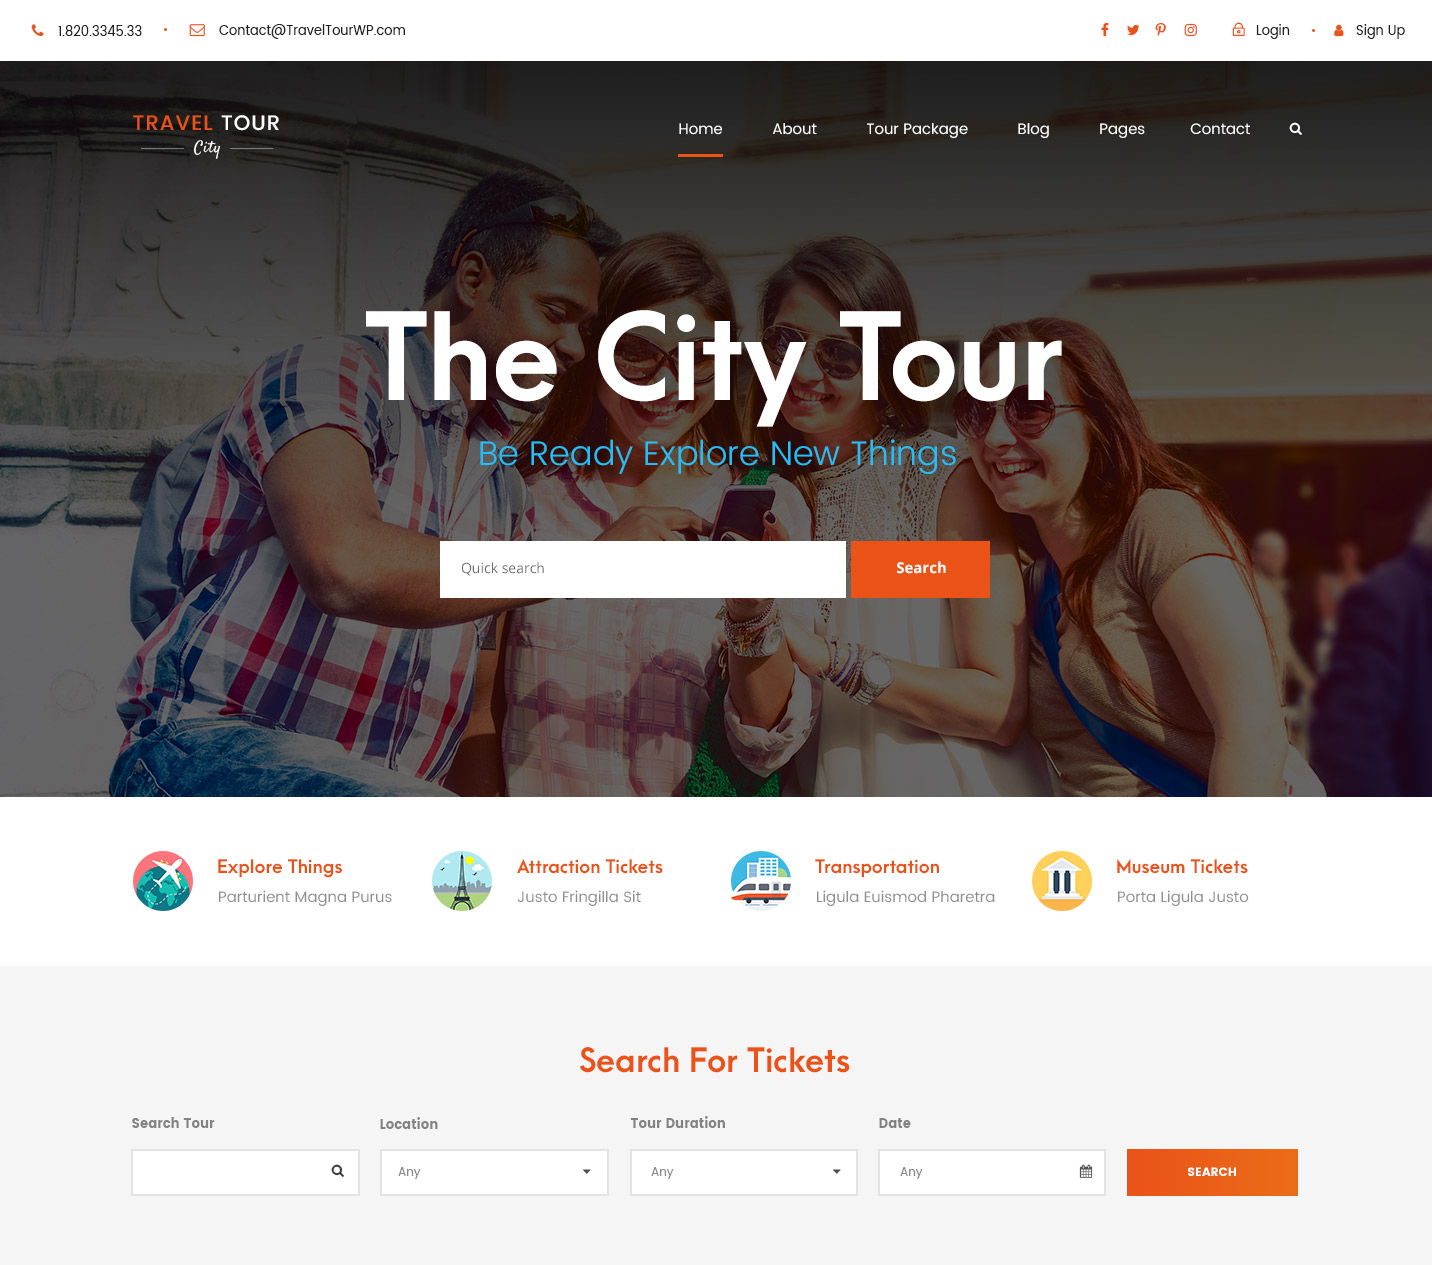 1.820.3345.33
Contact@TravelTourWP.com
Login
Sign Up
TRAVEL TOUR
City
Home
About
Tour Package
Blog
Pages
Contact
The City Tour
Be Ready Explore New Things
Quick search
Search
Explore Things
Parturient Magna Purus
Attraction Tickets
Justo Fringilla Sit
Transportation
Ligula Euismod Pharetra
Museum Tickets
Porta Ligula Justo
Search For Tickets
Search Tour
Location
Any
Tour Duration
Any
Date
Any
SEARCH